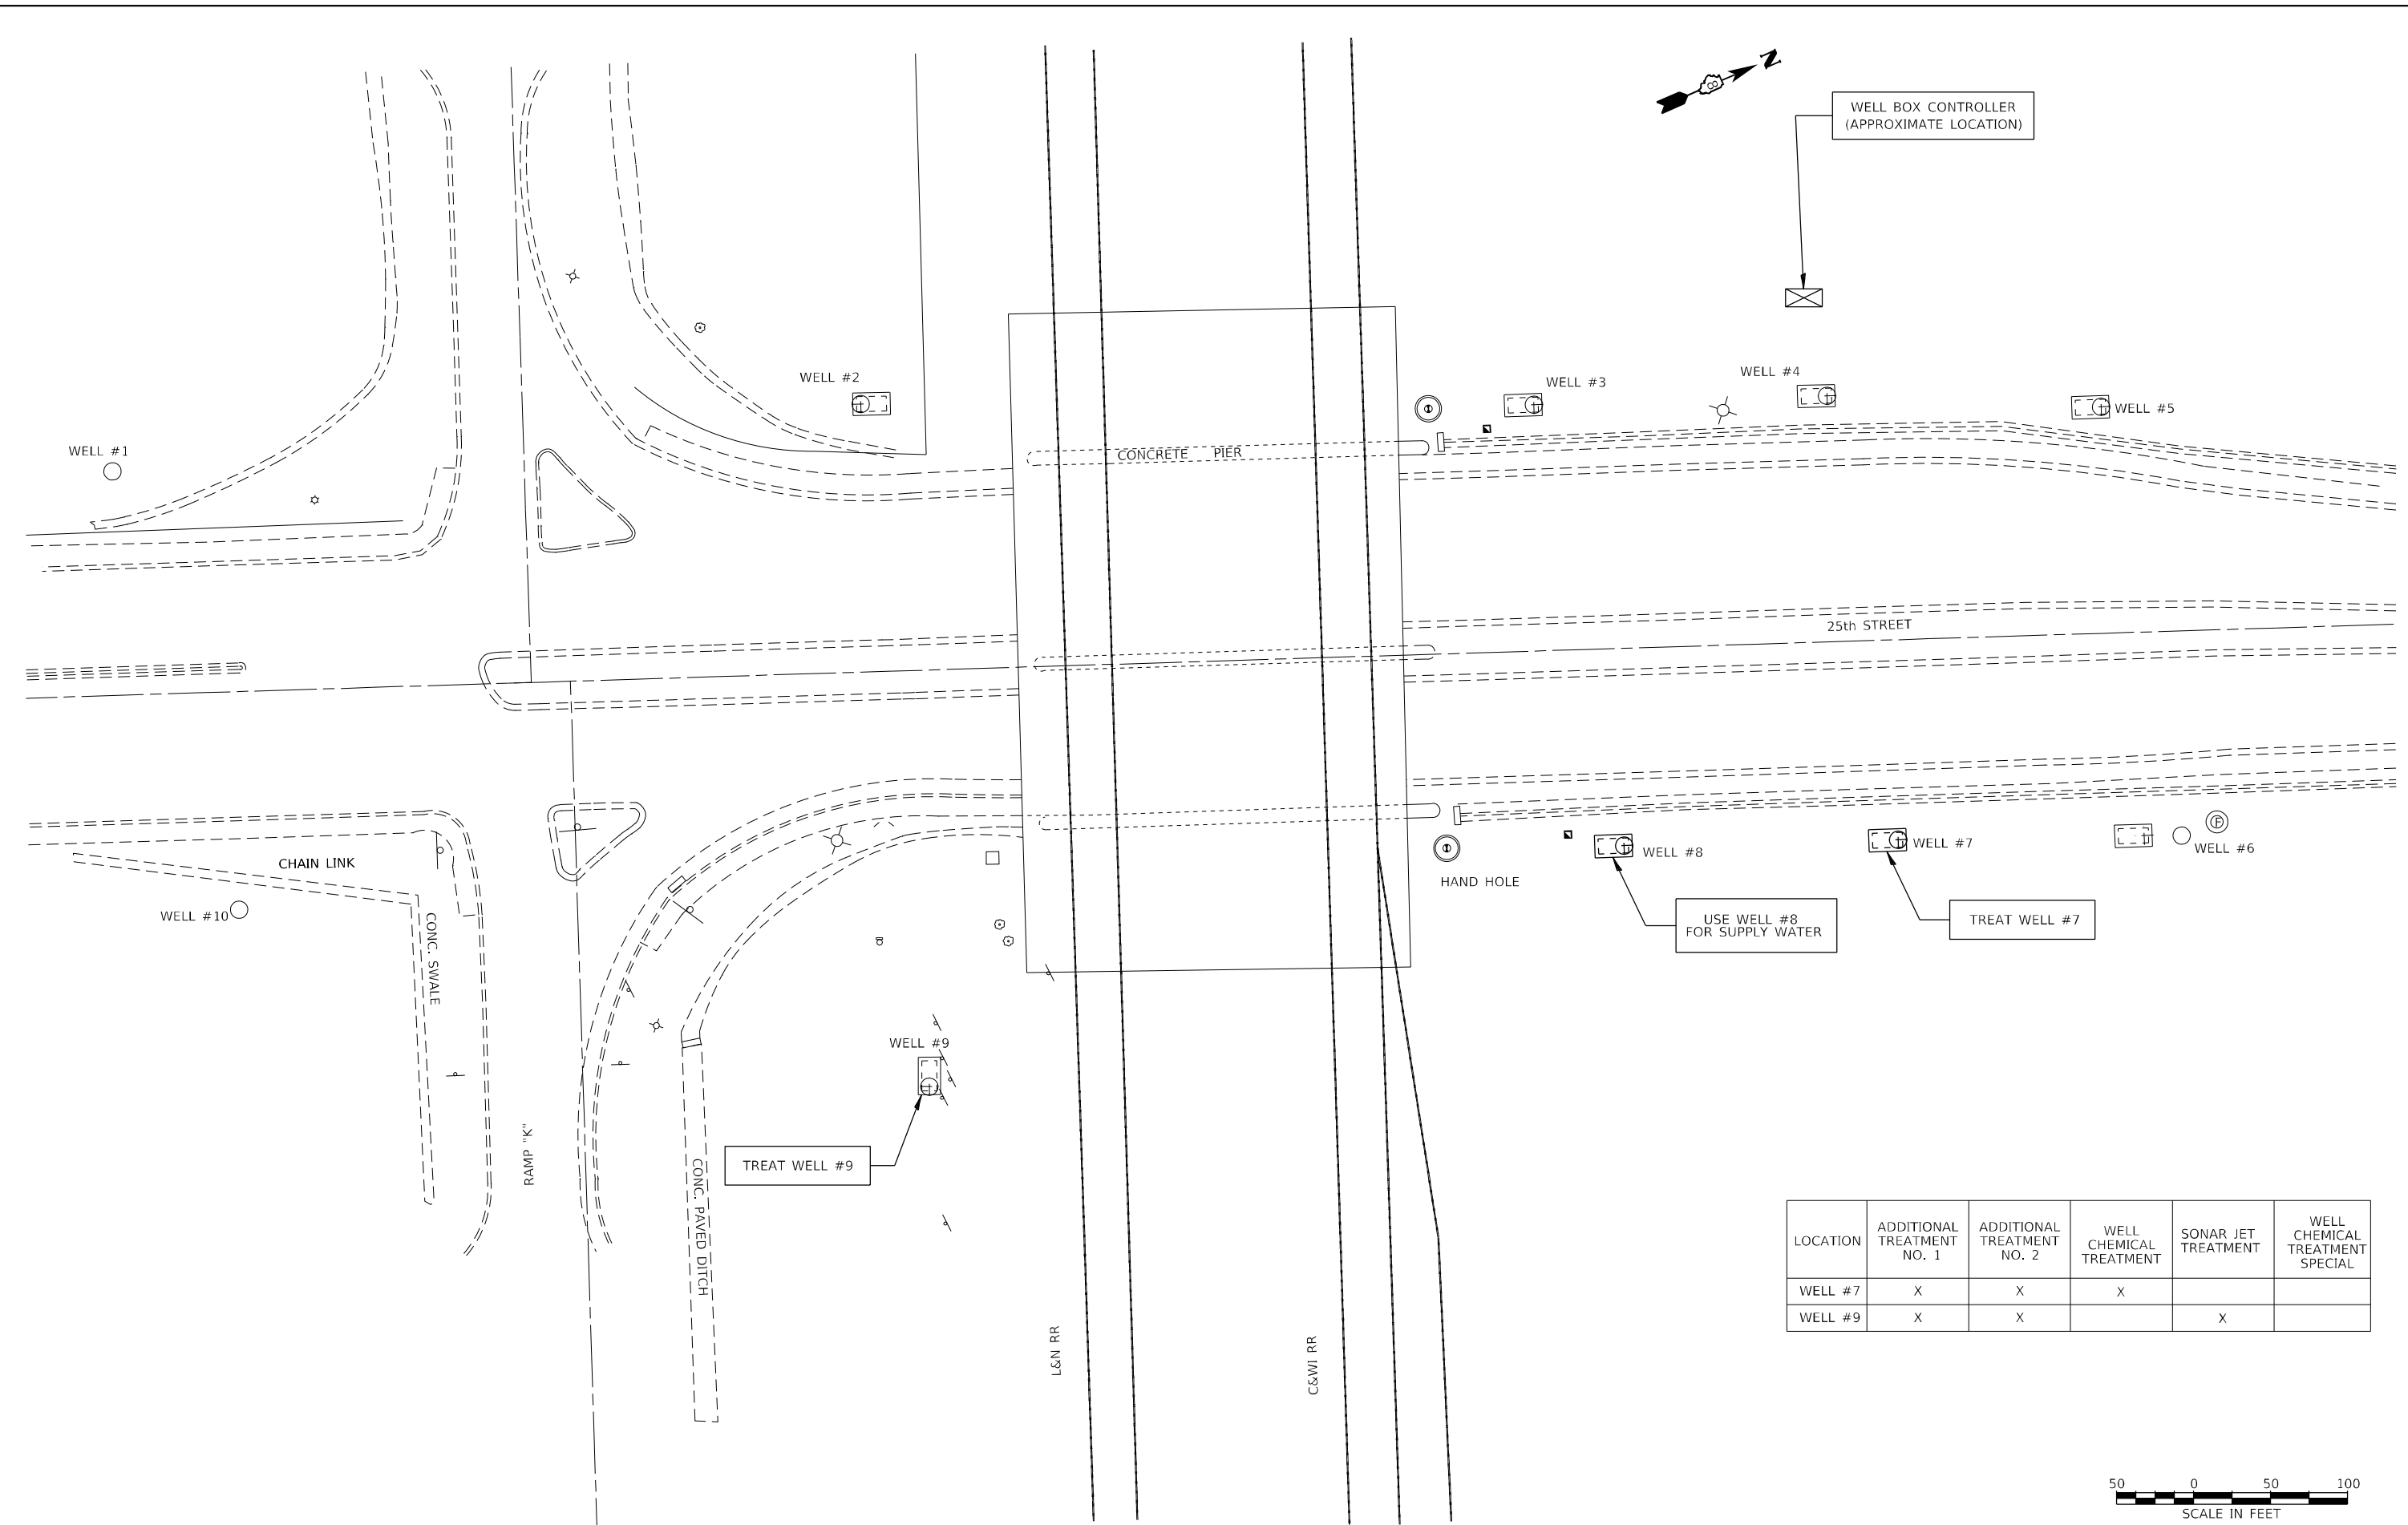 N
WELL BOX CONTROLLER
(APPROXIMATE LOCATION)
WELL #2
WELL #3
WELL #4
WELL #5
WELL #1
CONCRETE PIER
25th STREET
CHAIN LINK
WELL #10
CONC. SWALE
HAND HOLE
WELL #8
WELL #7
WELL #6
F
USE WELL #8
FOR SUPPLY WATER
TREAT WELL #7
WELL #9
TREAT WELL #9
RAMP "K"
CONC. PAVED DITCH
L&N RR
C&WI RR
LOCATION
ADDITIONAL
TREATMENT
NO. 1
ADDITIONAL
TREATMENT
NO. 2
WELL
CHEMICAL
TREATMENT
SONAR JET
TREATMENT
WELL
CHEMICAL
TREATMENT
SPECIAL
WELL #7 X X X
WELL #9 X X X
50 0 50 100
SCALE IN FEET